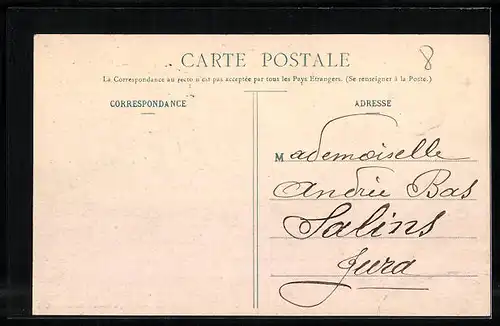 8
CARTE POSTALE
La Correspondance au recto n'est pas acceptée par tous les Pays Etrangers. (Se renseigner à la Poste.)
CORRESPONDANCE
ADRESSE
Mademoiselle
Andrée Bas
Salins
Jura